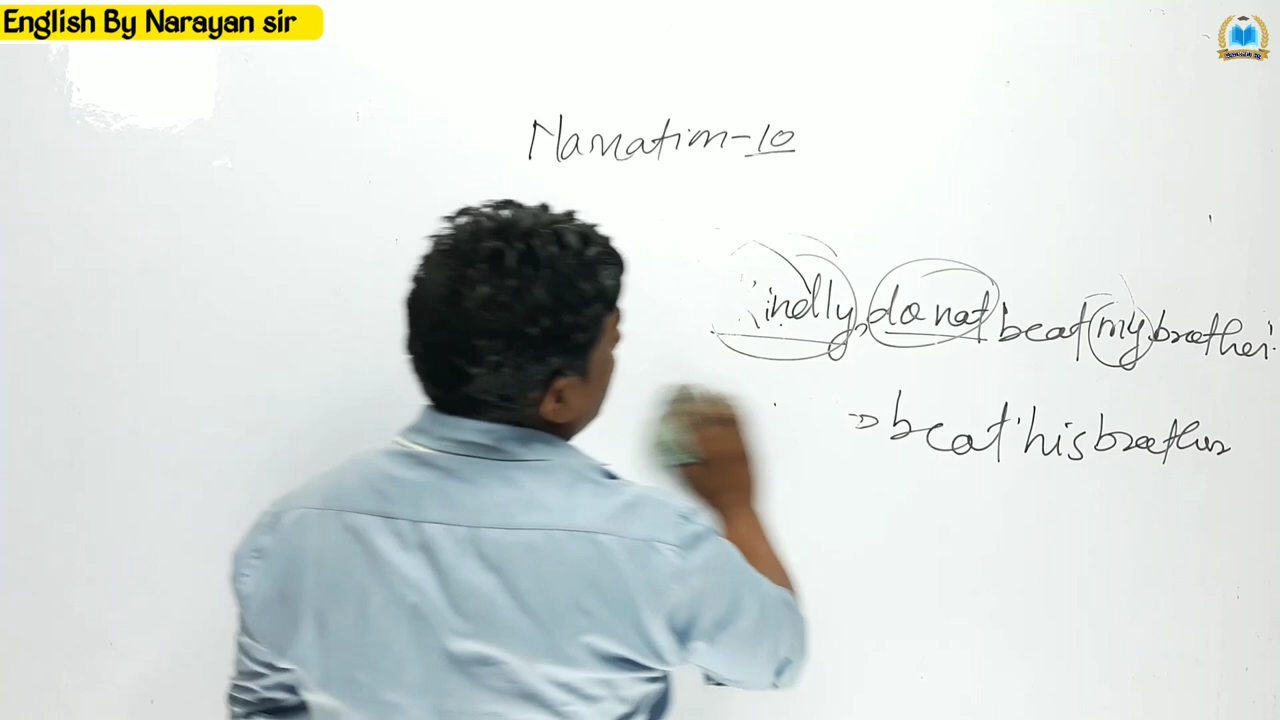 English By Narayan sir
Narration-10
Kindly, do not beat my brother.
beat his brother